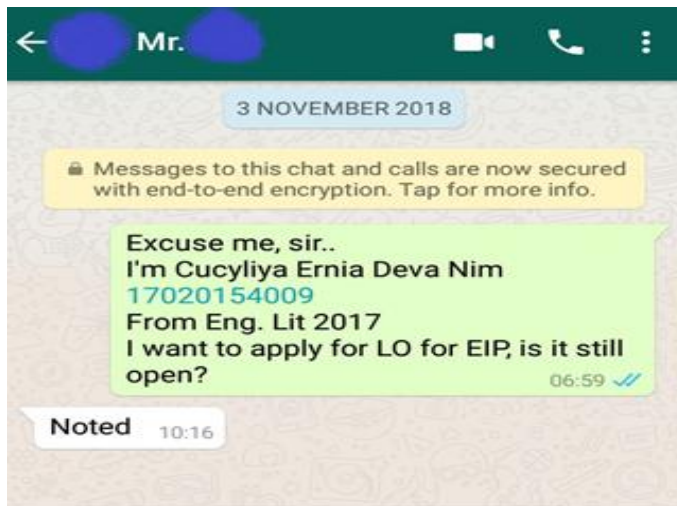 Mr.
3 NOVEMBER 2018
Messages to this chat and calls are now secured
with end-to-end encryption. Tap for more info.
Excuse me, sir..
I'm Cucyliya Ernia Deva Nim
17020154009
From Eng. Lit 2017
I want to apply for LO for EIP, is it still
open?
06:59
Noted
10:16